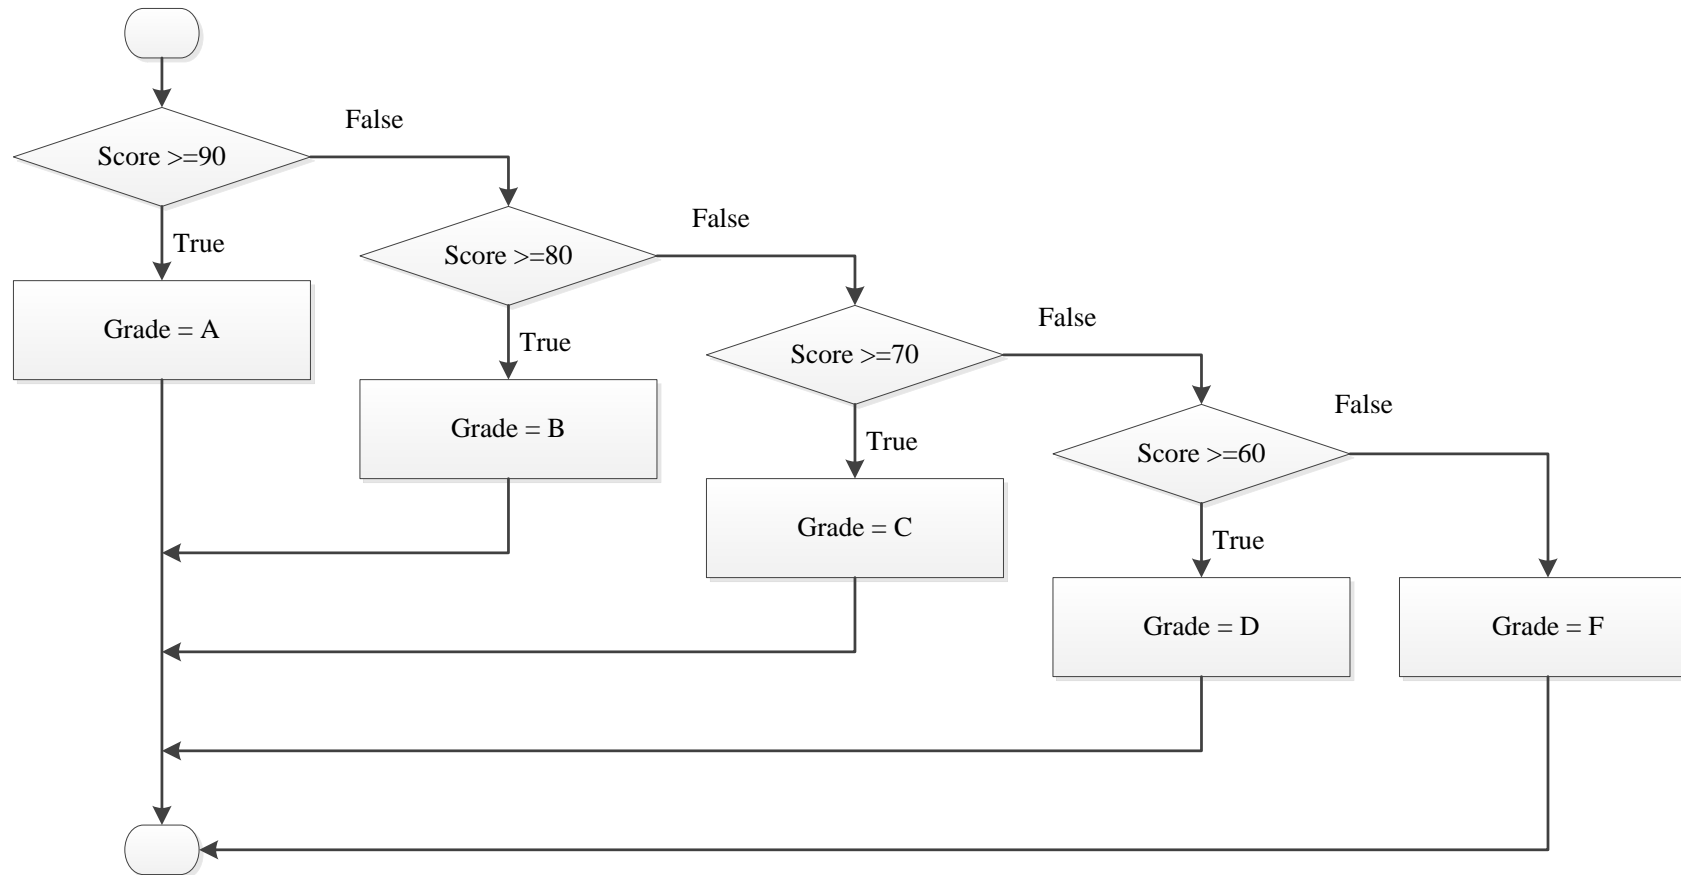 False
Score >=90
False
True
Score >=80
Grade = A
False
True
Score >=70
False
Grade = B
True
Score >=60
Grade = C
True
Grade = D
Grade = F